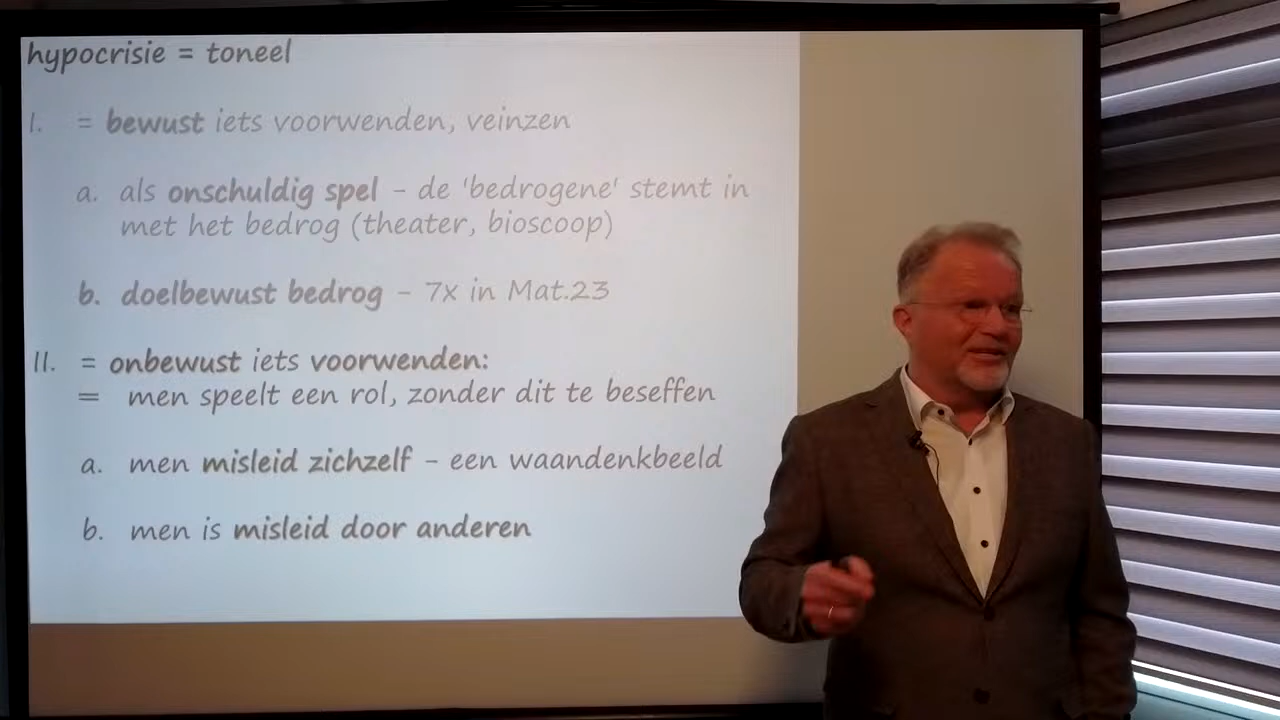 hypocrisie = toneel
I. = bewust iets voorwenden, veinzen
a. als onschuldig spel - de 'bedrogene' stemt in
met het bedrog (theater, bioscoop)
b. doelbewust bedrog - 7x in Mat.23
II. = onbewust iets voorwenden:
= men speelt een rol, zonder dit te beseffen
a. men misleid zichzelf - een waandenkbeeld
b. men is misleid door anderen